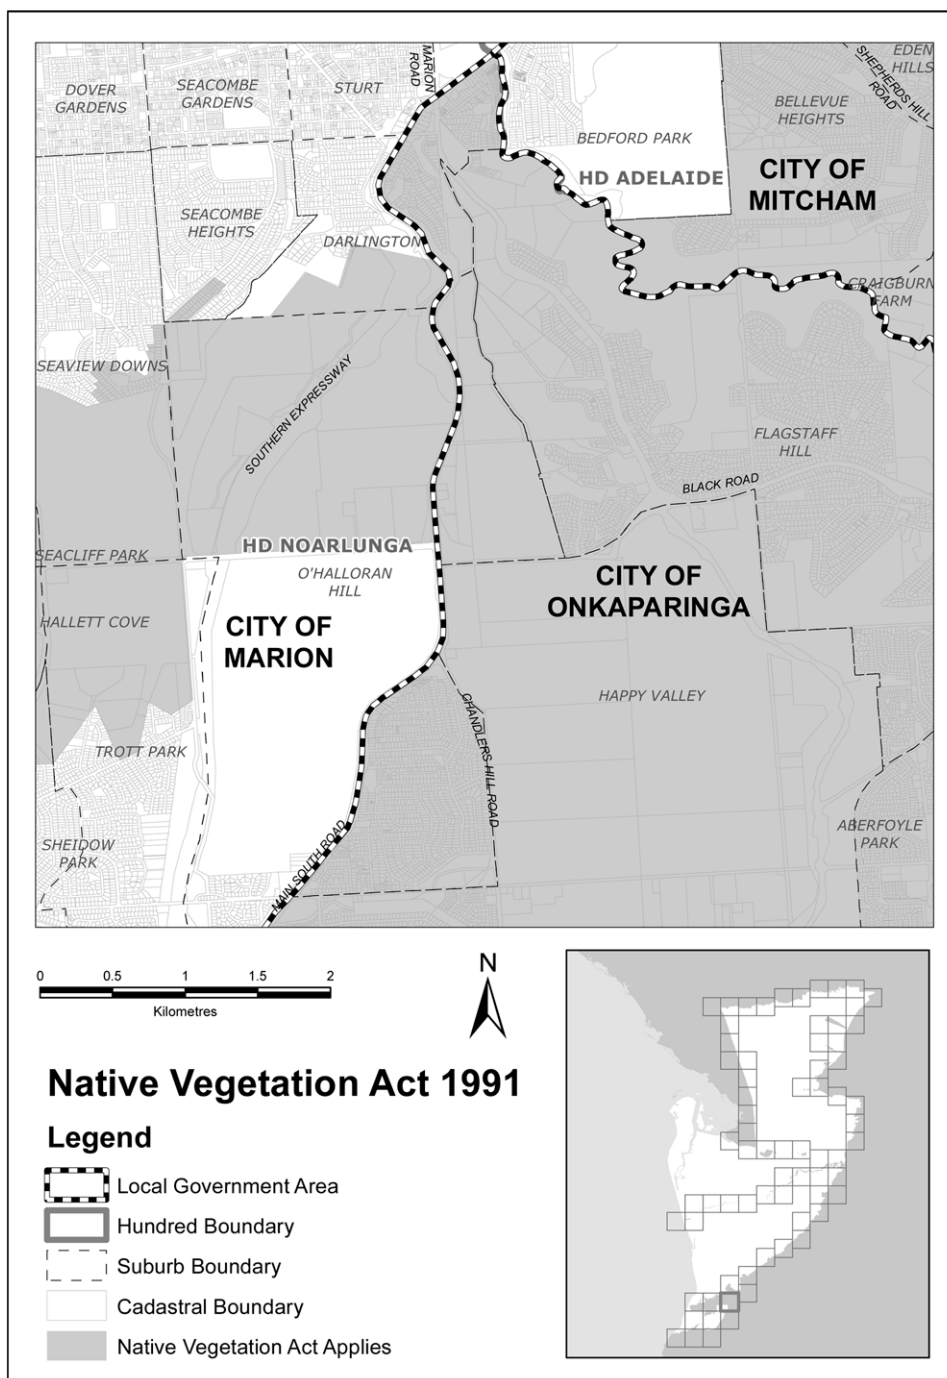 DOVER
GARDENS
SEACOMBE
GARDENS
STURT
MARION
ROAD
EDEN
HILLS
SHEPHERDS HILL
ROAD
BELLEVUE
HEIGHTS
BEDFORD PARK
HD ADELAIDE
CITY OF
MITCHAM
SEACOMBE
HEIGHTS
DARLINGTON
CRAIGBURN
FARM
SEAVIEW DOWNS
SOUTHERN EXPRESSWAY
FLAGSTAFF
HILL
BLACK ROAD
HD NOARLUNGA
SEACLIFF PARK
O'HALLORAN
HILL
CITY OF
ONKAPARINGA
HALLETT COVE
CITY OF
MARION
HAPPY VALLEY
CHANDLERS HILL ROAD
TROTT PARK
SHEIDOW
PARK
MAIN SOUTH ROAD
ABERFOYLE
PARK
0 0.5 1 1.5 2
Kilometres
N
Native Vegetation Act 1991
Legend
Local Government Area
Hundred Boundary
Suburb Boundary
Cadastral Boundary
Native Vegetation Act Applies